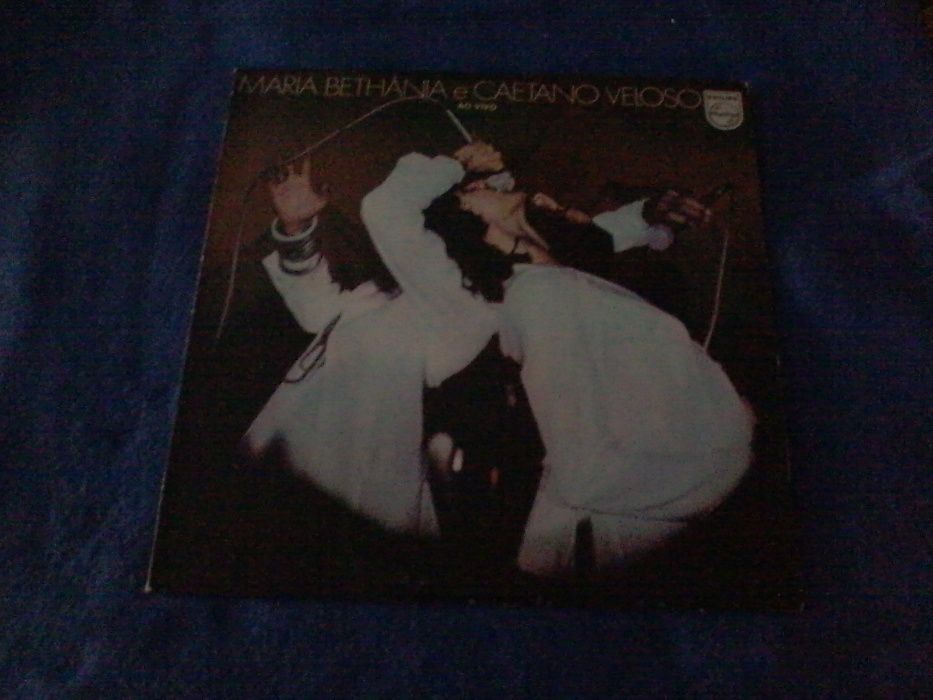 MARIA BETHÂNIA e CAETANO VELOSO
AO VIVO
PHILIPS